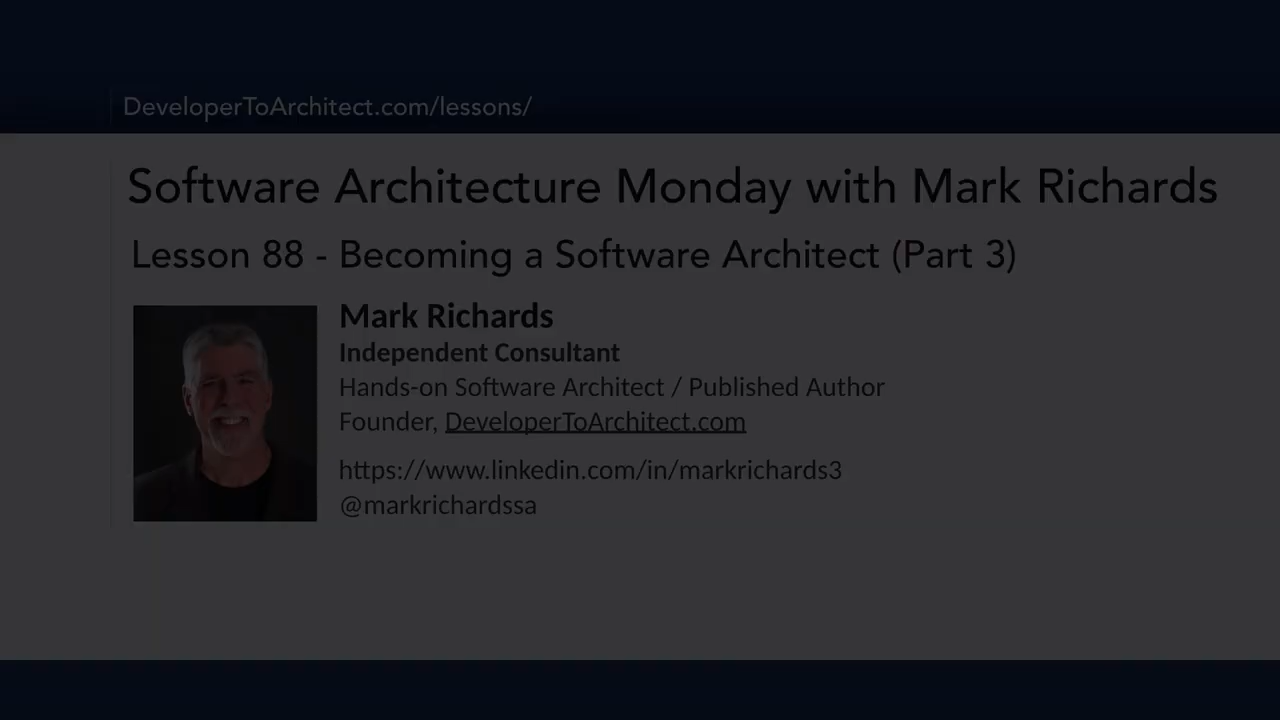 DeveloperToArchitect.com/lessons/
Software Architecture Monday with Mark Richards
Lesson 88 - Becoming a Software Architect (Part 3)
Mark Richards
Independent Consultant
Hands-on Software Architect / Published Author
Founder, DeveloperToArchitect.com
https://www.linkedin.com/in/markrichards3
@markrichardssa